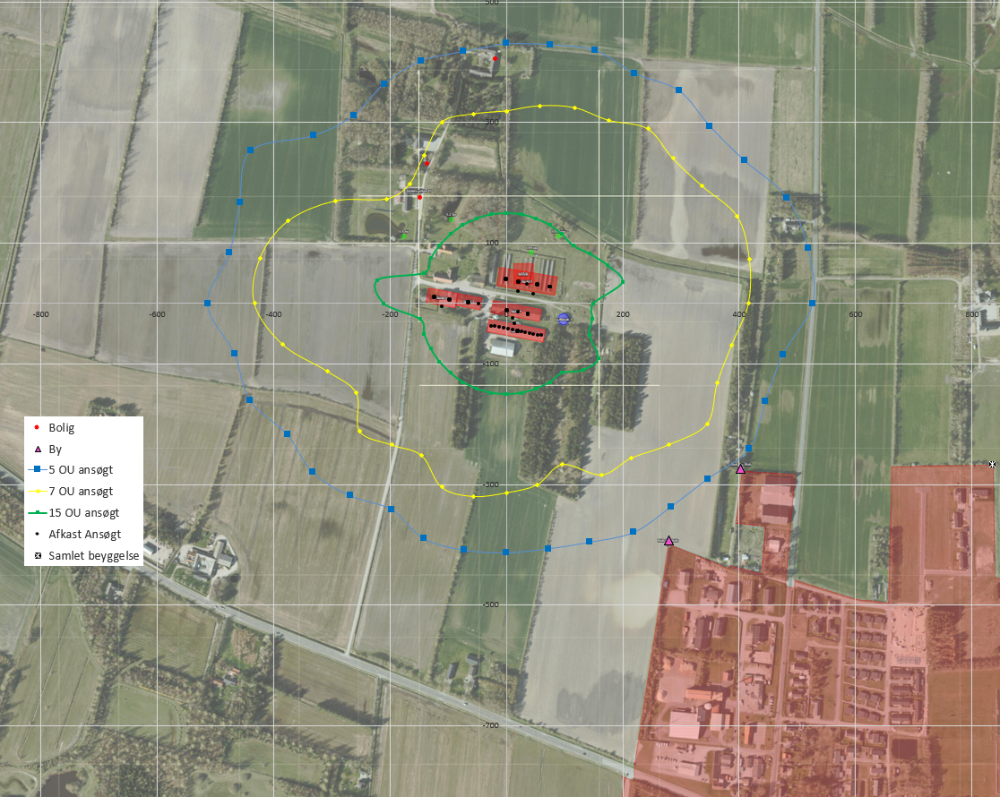 500
300
100
-800
-600
-400
-200
200
400
600
800
-100
-300
-500
-700
Bolig
By
5 OU ansøgt
7 OU ansøgt
15 OU ansøgt
Afkast Ansøgt
Samlet beyggelse